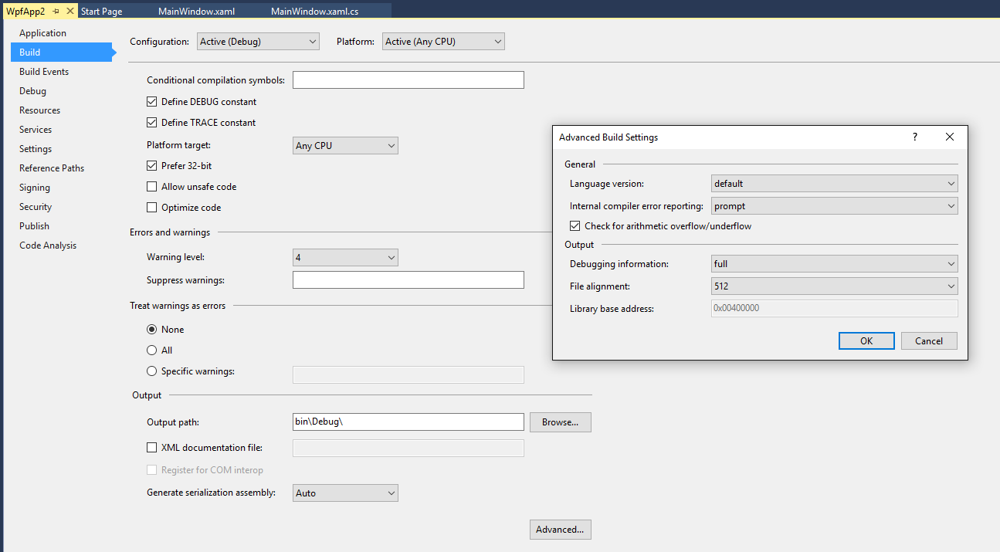 WpfApp2 Start Page MainWindow.xaml MainWindow.xaml.cs
Application
Build
Build Events
Debug
Resources
Services
Settings
Reference Paths
Signing
Security
Publish
Code Analysis
Configuration: Active (Debug) Platform: Active (Any CPU)
Conditional compilation symbols:
Define DEBUG constant
Define TRACE constant
Platform target: Any CPU
Prefer 32-bit
Allow unsafe code
Optimize code
Errors and warnings
Warning level: 4
Suppress warnings:
Treat warnings as errors
None
All
Specific warnings:
Output
Output path: bin\Debug\ Browse...
XML documentation file:
Register for COM interop
Generate serialization assembly: Auto
Advanced...
Advanced Build Settings ?
General
Language version: default
Internal compiler error reporting: prompt
Check for arithmetic overflow/underflow
Output
Debugging information: full
File alignment: 512
Library base address: 0x00400000
OK Cancel